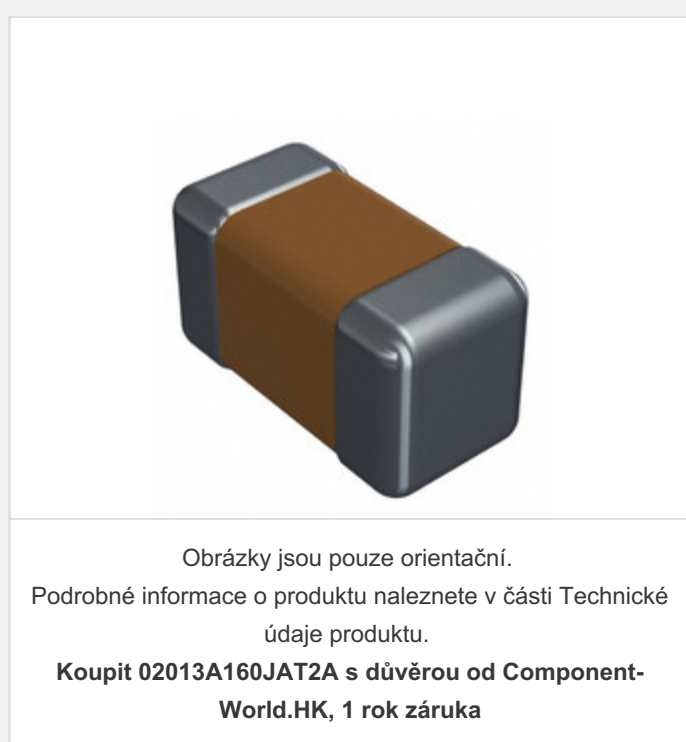 Obrázky jsou pouze orientační.
Podrobné informace o produktu naleznete v části Technické
údaje produktu.
Koupit 02013A160JAT2A s důvěrou od Component-
World.HK, 1 rok záruka